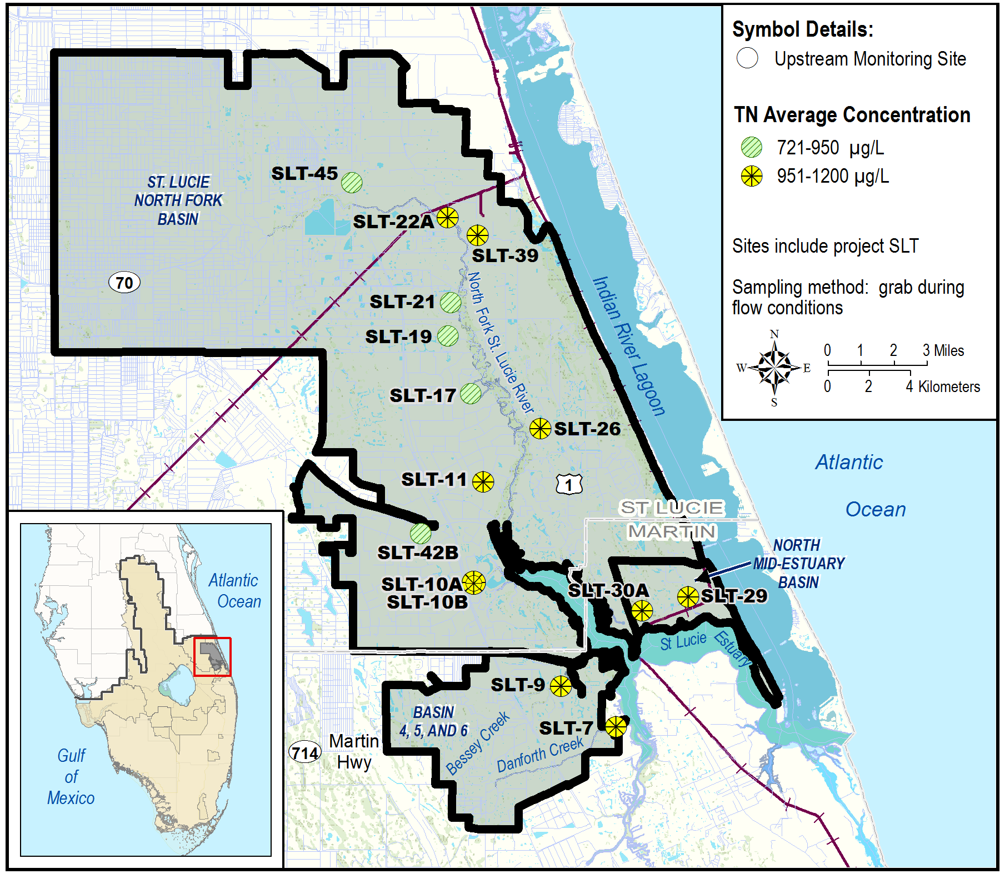 Symbol Details:
Upstream Monitoring Site
TN Average Concentration
721-950 µg/L
951-1200 µg/L
Sites include project SLT
Sampling method: grab during
flow conditions
N
W
E
S
0 1 2 3 Miles
0 2 4 Kilometers
ST. LUCIE
NORTH FORK
BASIN
70
SLT-45
SLT-22A
SLT-39
SLT-21
SLT-19
SLT-17
SLT-26
SLT-11
SLT-42B
SLT-10A
SLT-10B
SLT-30A
SLT-29
SLT-9
SLT-7
North Fork St. Lucie River
Indian River Lagoon
1
ST LUCIE
MARTIN
NORTH
MID-ESTUARY
BASIN
Atlantic
Ocean
St Lucie Estuary
BASIN
4, 5, AND 6
Bessey Creek
Danforth Creek
714
Martin
Hwy
Atlantic
Ocean
Gulf
of
Mexico